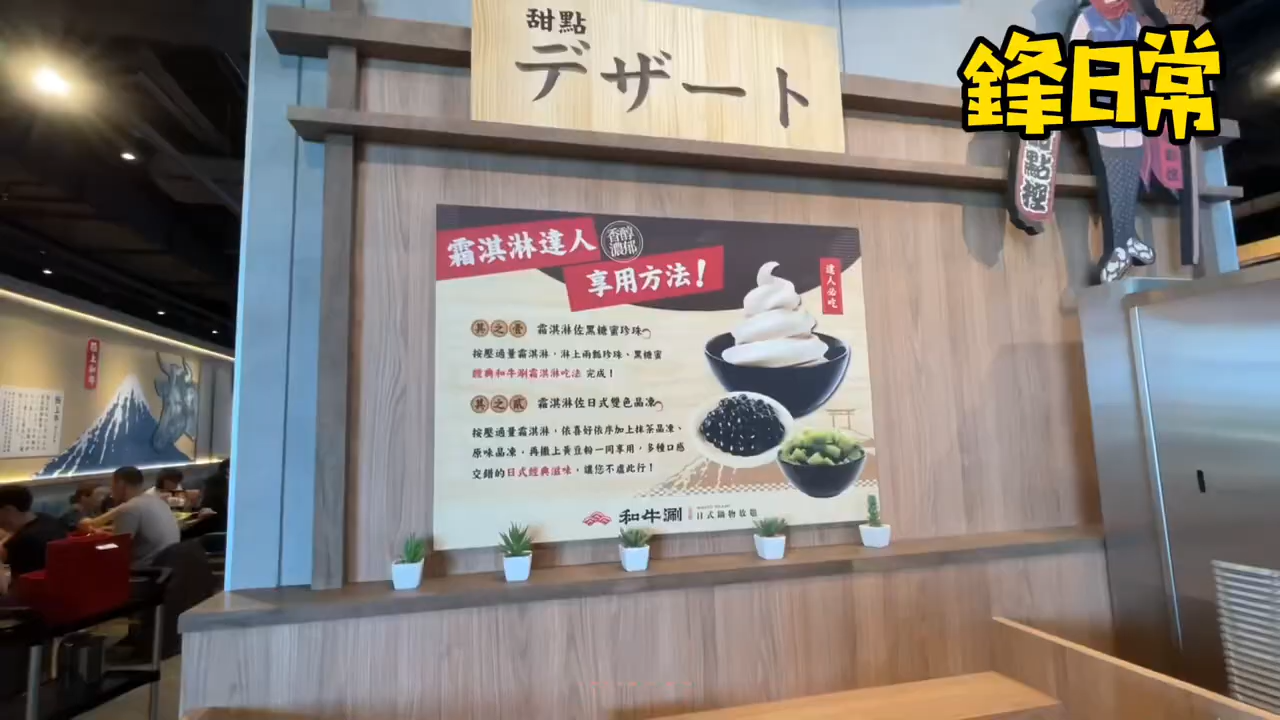 甜點
デザート
鋒日常
點裡
霜淇淋達人
香醇
濃郁
享用方法！
達人必吃
其之壹 霜淇淋佐黑糖蜜珍珠
按壓適量霜淇淋，淋上兩瓢珍珠、黑糖蜜
經典和牛涮霜淇淋吃法 完成！
其之貳 霜淇淋佐日式雙色晶凍
按壓適量霜淇淋，依喜好依序加上抹茶晶凍、
原味晶凍，再撒上黃豆粉一同享用，多種口感
交錯的日式經典滋味，讓您不虛此行！
和牛涮 日式鍋物放題
極上和牛